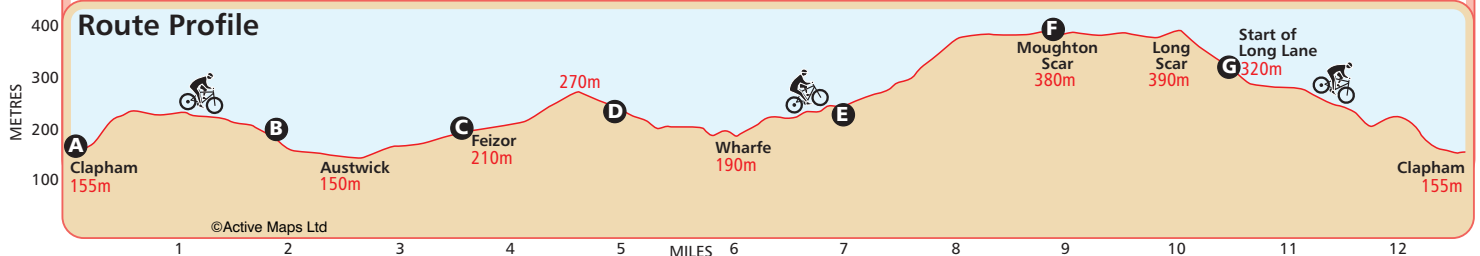 Route Profile
METRES
400
300
200
100
A
Clapham
155m
B
Austwick
150m
C
Feizor
210m
270m
D
Wharfe
190m
E
F
Moughton
Scar
380m
Long
Scar
390m
G
Start of
Long Lane
320m
Clapham
155m
©Active Maps Ltd
1 2 3 4 5 MILES 6 7 8 9 10 11 12